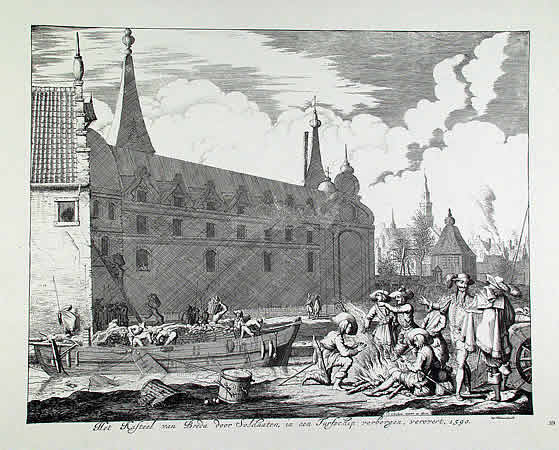 Het Kasteel van Breda door Soldaaten, in een Turfschip verborgen, verovert, 1590.